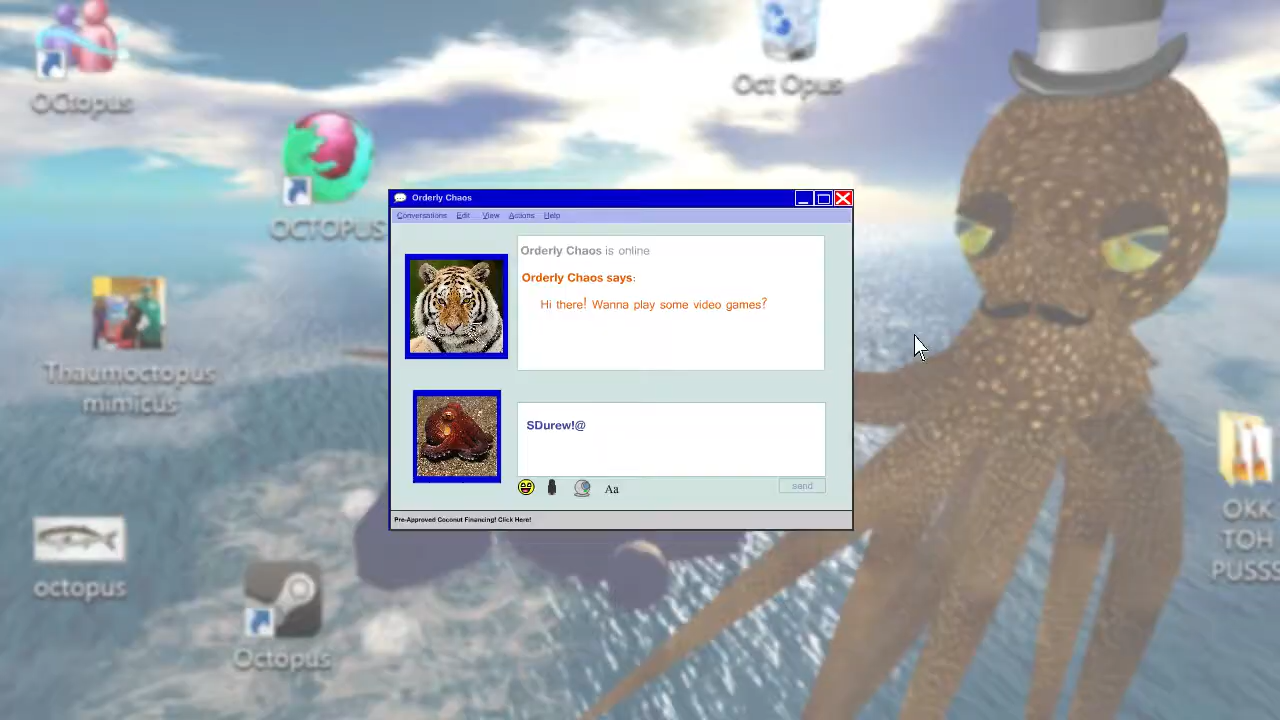 OCtopus
Oct Opus
OCTOPUS
Orderly Chaos
Conversations Edit View Actions Help
Orderly Chaos is online
Orderly Chaos says:
Hi there! Wanna play some video games?
Thaumoctopus
mimicus
SDurew!@
Aa
send
Pre-Approved Coconut Financing! Click Here!
OKK
TOH
PUSSS
octopus
Octopus